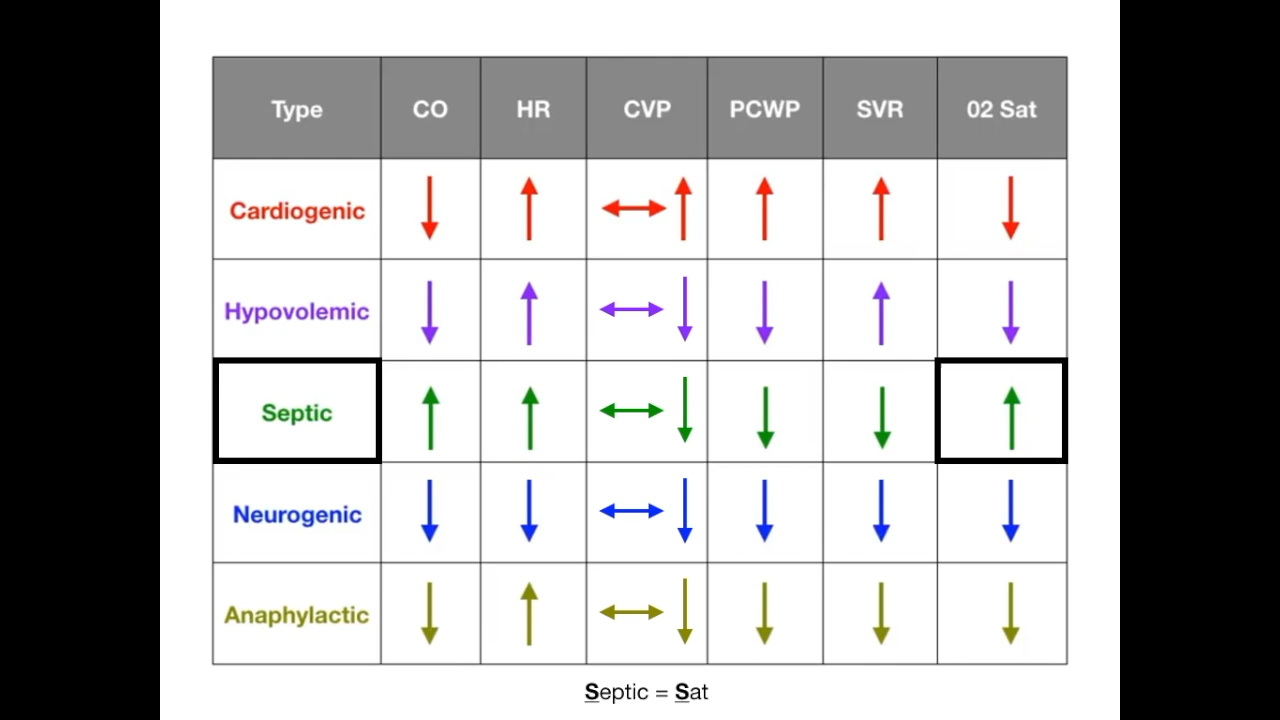 Type CO HR CVP PCWP SVR 02 Sat
Cardiogenic
Hypovolemic
Septic
Neurogenic
Anaphylactic
Septic = Sat